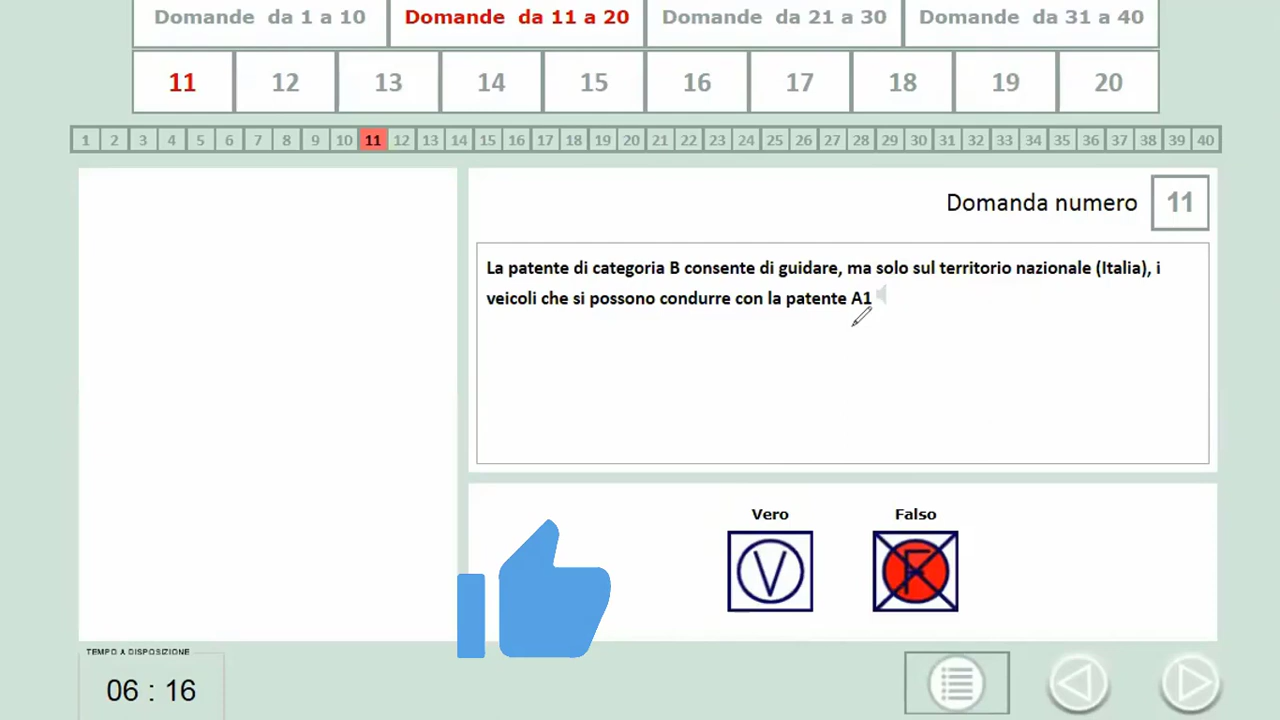 Domande da 1 a 10 Domande da 11 a 20 Domande da 21 a 30 Domande da 31 a 40
11 12 13 14 15 16 17 18 19 20
1 2 3 4 5 6 7 8 9 10 11 12 13 14 15 16 17 18 19 20 21 22 23 24 25 26 27 28 29 30 31 32 33 34 35 36 37 38 39 40
Domanda numero 11
La patente di categoria B consente di guidare, ma solo sul territorio nazionale (Italia), i
veicoli che si possono condurre con la patente A1
Vero Falso
V F
TEMPO A DISPOSIZIONE
06 : 16